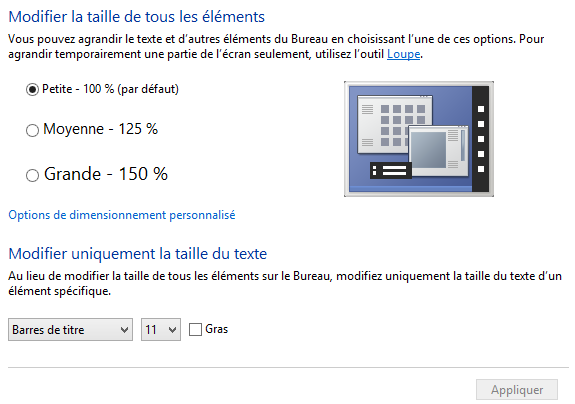 Modifier la taille de tous les éléments
Vous pouvez agrandir le texte et d'autres éléments du Bureau en choisissant l'une de ces options. Pour
agrandir temporairement une partie de l'écran seulement, utilisez l'outil Loupe.
Petite - 100 % (par défaut)
Moyenne - 125 %
Grande - 150 %
Options de dimensionnement personnalisé
Modifier uniquement la taille du texte
Au lieu de modifier la taille de tous les éléments sur le Bureau, modifiez uniquement la taille du texte d'un
élément spécifique.
Barres de titre 11 Gras
Appliquer